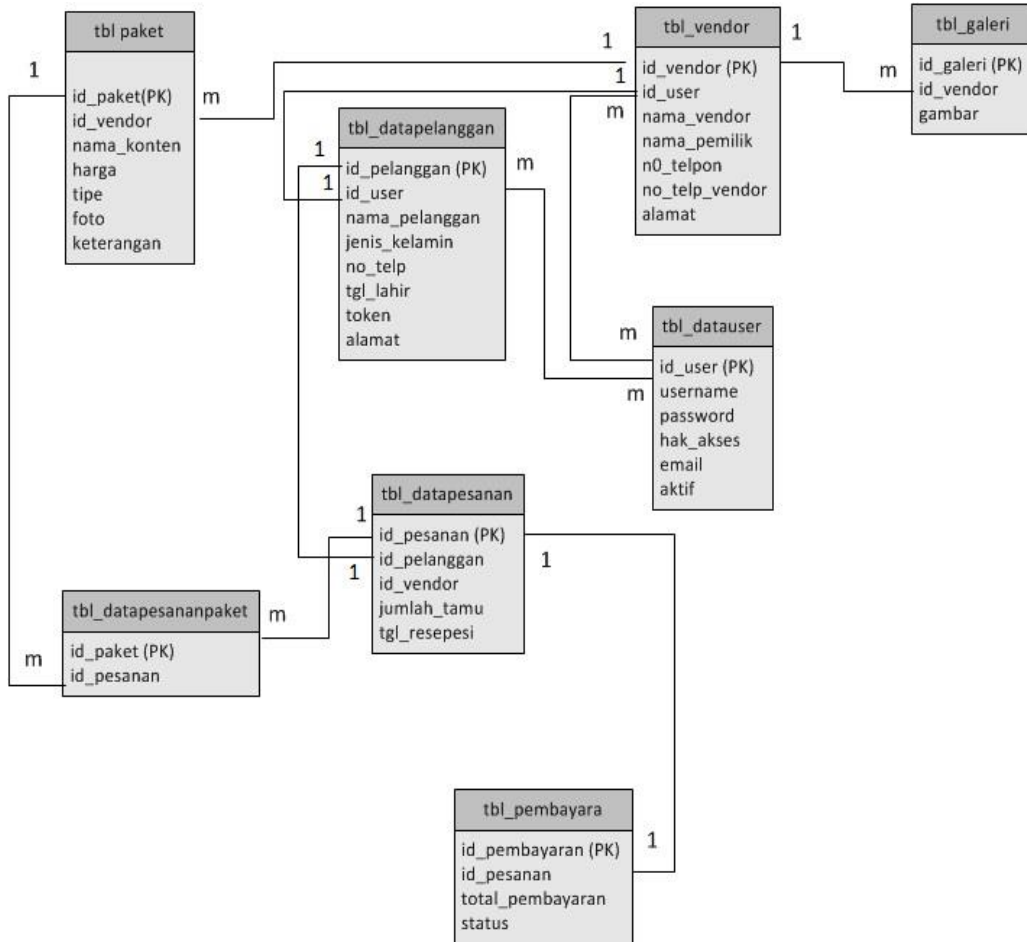 tbl paket
id_paket(PK)
id_vendor
nama_konten
harga
tipe
foto
keterangan
1
m
tbl_datapelanggan
id_pelanggan (PK)
id_user
nama_pelanggan
jenis_kelamin
no_telp
tgl_lahir
token
alamat
1
1
m
tbl_vendor
id_vendor (PK)
id_user
nama_vendor
nama_pemilik
n0_telpon
no_telp_vendor
alamat
1
1
m
1
tbl_galeri
id_galeri (PK)
id_vendor
gambar
m
tbl_datauser
id_user (PK)
username
password
hak_akses
email
aktif
m
m
tbl_datapesanan
id_pesanan (PK)
id_pelanggan
id_vendor
jumlah_tamu
tgl_resepesi
1
1
1
tbl_datapesananpaket
id_paket (PK)
id_pesanan
m
m
tbl_pembayara
id_pembayaran (PK)
id_pesanan
total_pembayaran
status
1